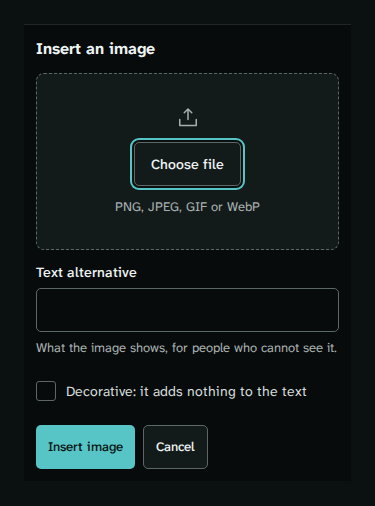 Insert an image
Choose file
PNG, JPEG, GIF or WebP
Text alternative
What the image shows, for people who cannot see it.
Decorative: it adds nothing to the text
Insert image
Cancel